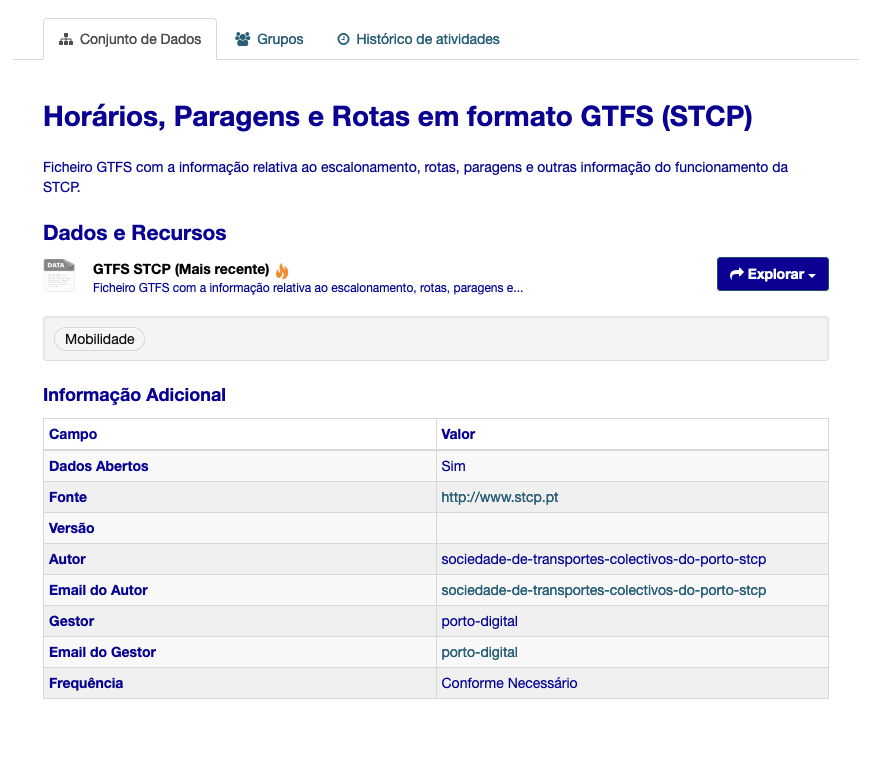 Conjunto de Dados Grupos Histórico de atividades
Horários, Paragens e Rotas em formato GTFS (STCP)
Ficheiro GTFS com a informação relativa ao escalonamento, rotas, paragens e outras informação do funcionamento da
STCP.
Dados e Recursos
DATA
GTFS STCP (Mais recente)
Ficheiro GTFS com a informação relativa ao escalonamento, rotas, paragens e...
Explorar
Mobilidade
Informação Adicional
Campo Valor
Dados Abertos Sim
Fonte http://www.stcp.pt
Versão
Autor sociedade-de-transportes-colectivos-do-porto-stcp
Email do Autor sociedade-de-transportes-colectivos-do-porto-stcp
Gestor porto-digital
Email do Gestor porto-digital
Frequência Conforme Necessário